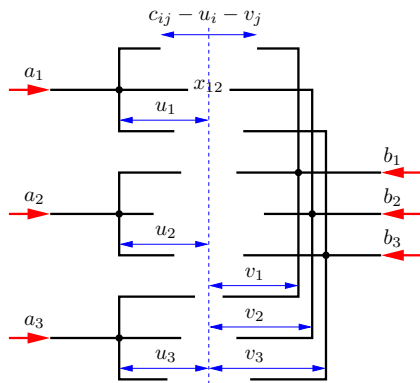 c_{ij} − u_i − v_j
a_1
x_{12}
u_1
b_1
a_2
b_2
u_2
b_3
v_1
v_2
a_3
u_3
v_3